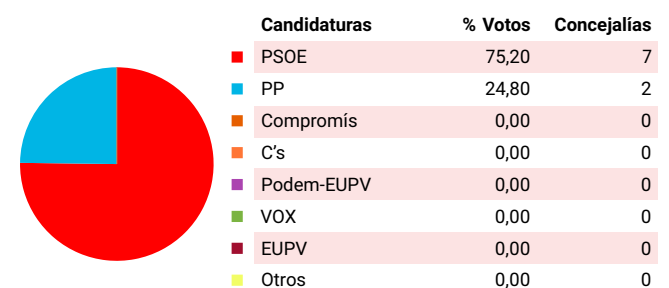 Candidaturas % Votos Concejalías
PSOE 75,20 7
PP 24,80 2
Compromís 0,00 0
C's 0,00 0
Podem-EUPV 0,00 0
VOX 0,00 0
EUPV 0,00 0
Otros 0,00 0